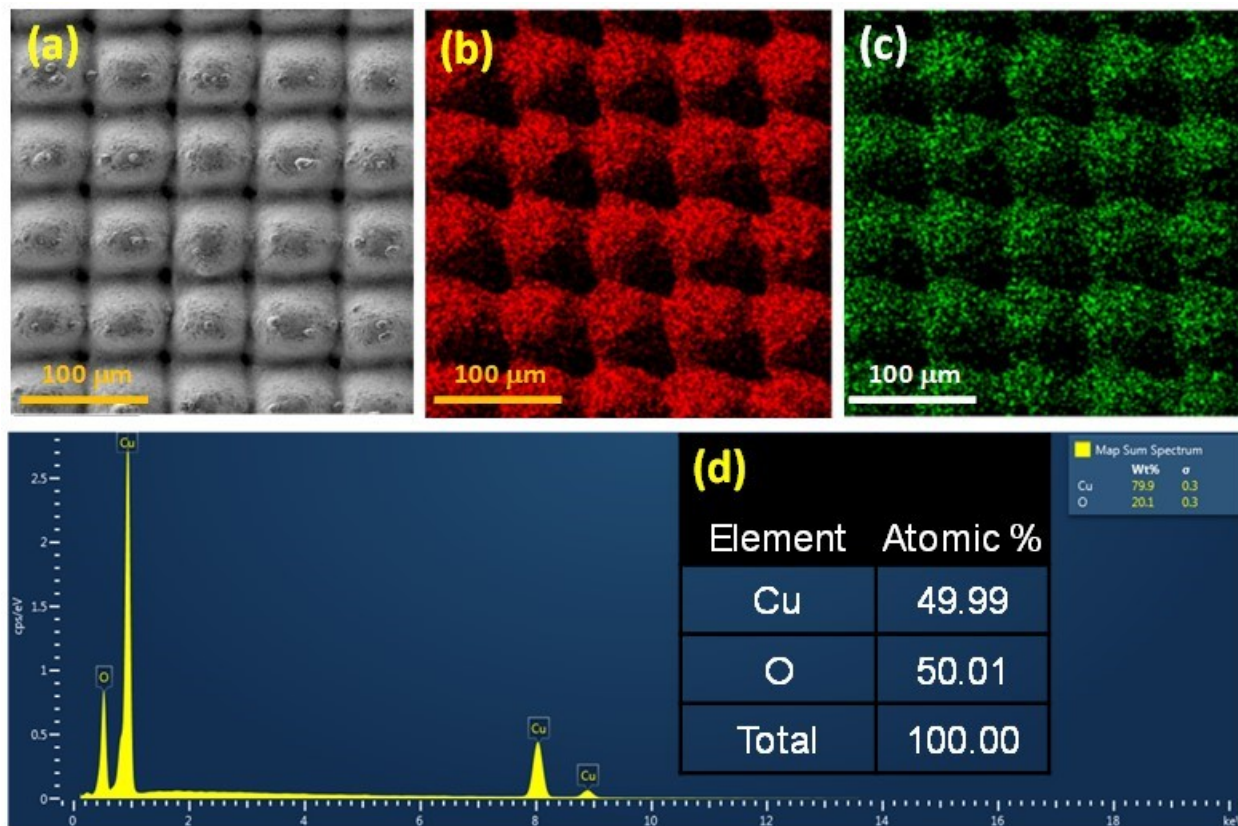 (a)
(b)
(c)
100 µm
100 µm
100 µm
(d)
Element Atomic %
Cu 49.99
O 50.01
Total 100.00
Map Sum Spectrum
Wt% σ
Cu 79.9 0.3
O 20.1 0.3
cps/eV
2.5
2
1.5
1
0.5
0
Cu
O
Cu
Cu
0 2 4 6 8 10 12 14 16 18